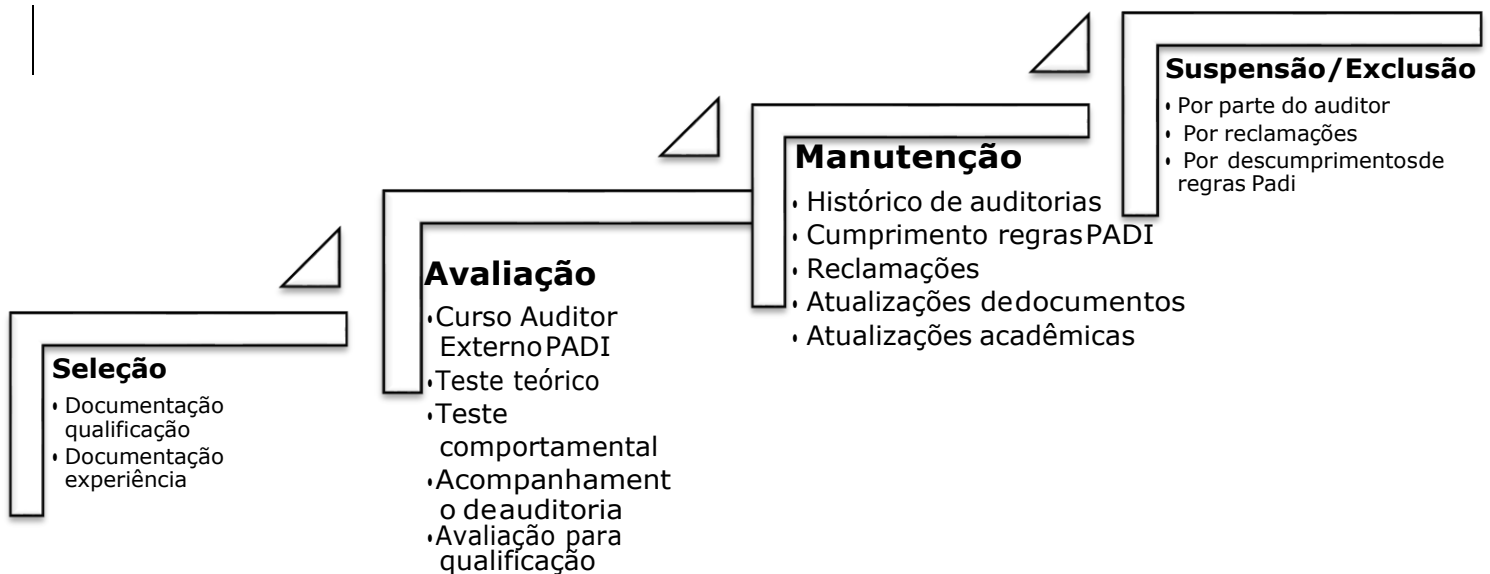 Seleção
• Documentação
qualificação
• Documentação
experiência
Avaliação
•Curso Auditor
ExternoPADI
•Teste teórico
•Teste
comportamental
•Acompanhament
o deauditoria
•Avaliação para
qualificação
Manutenção
• Histórico de auditorias
• Cumprimento regrasPADI
• Reclamações
• Atualizações dedocumentos
• Atualizações acadêmicas
Suspensão/Exclusão
• Por parte do auditor
• Por reclamações
• Por descumprimentosde
regras Padi